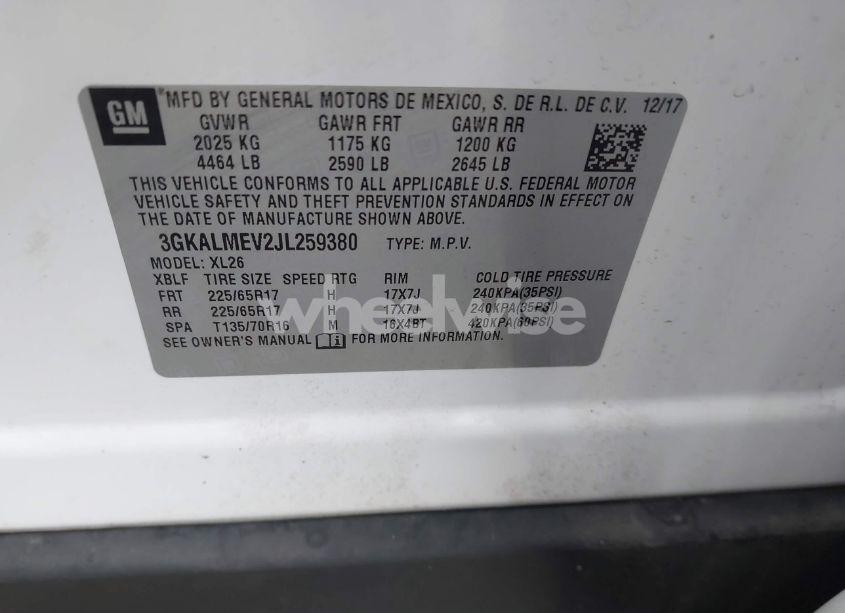 GM
MFD BY GENERAL MOTORS DE MEXICO, S. DE R.L. DE C.V. 12/17
GVWR GAWR FRT GAWR RR
2025 KG 1175 KG 1200 KG
4464 LB 2590 LB 2645 LB
THIS VEHICLE CONFORMS TO ALL APPLICABLE U.S. FEDERAL MOTOR
VEHICLE SAFETY AND THEFT PREVENTION STANDARDS IN EFFECT ON
THE DATE OF MANUFACTURE SHOWN ABOVE.
3GKALMEV2JL259380 TYPE: M.P.V.
MODEL: XL26
XBLF TIRE SIZE SPEED RTG RIM COLD TIRE PRESSURE
FRT 225/65R17 H 17X7J 240KPA(35PSI)
RR 225/65R17 H 17X7J 240KPA(35PSI)
SPA T135/70R16 M 16X4BT 420KPA(60PSI)
SEE OWNER'S MANUAL FOR MORE INFORMATION.
wheelwise